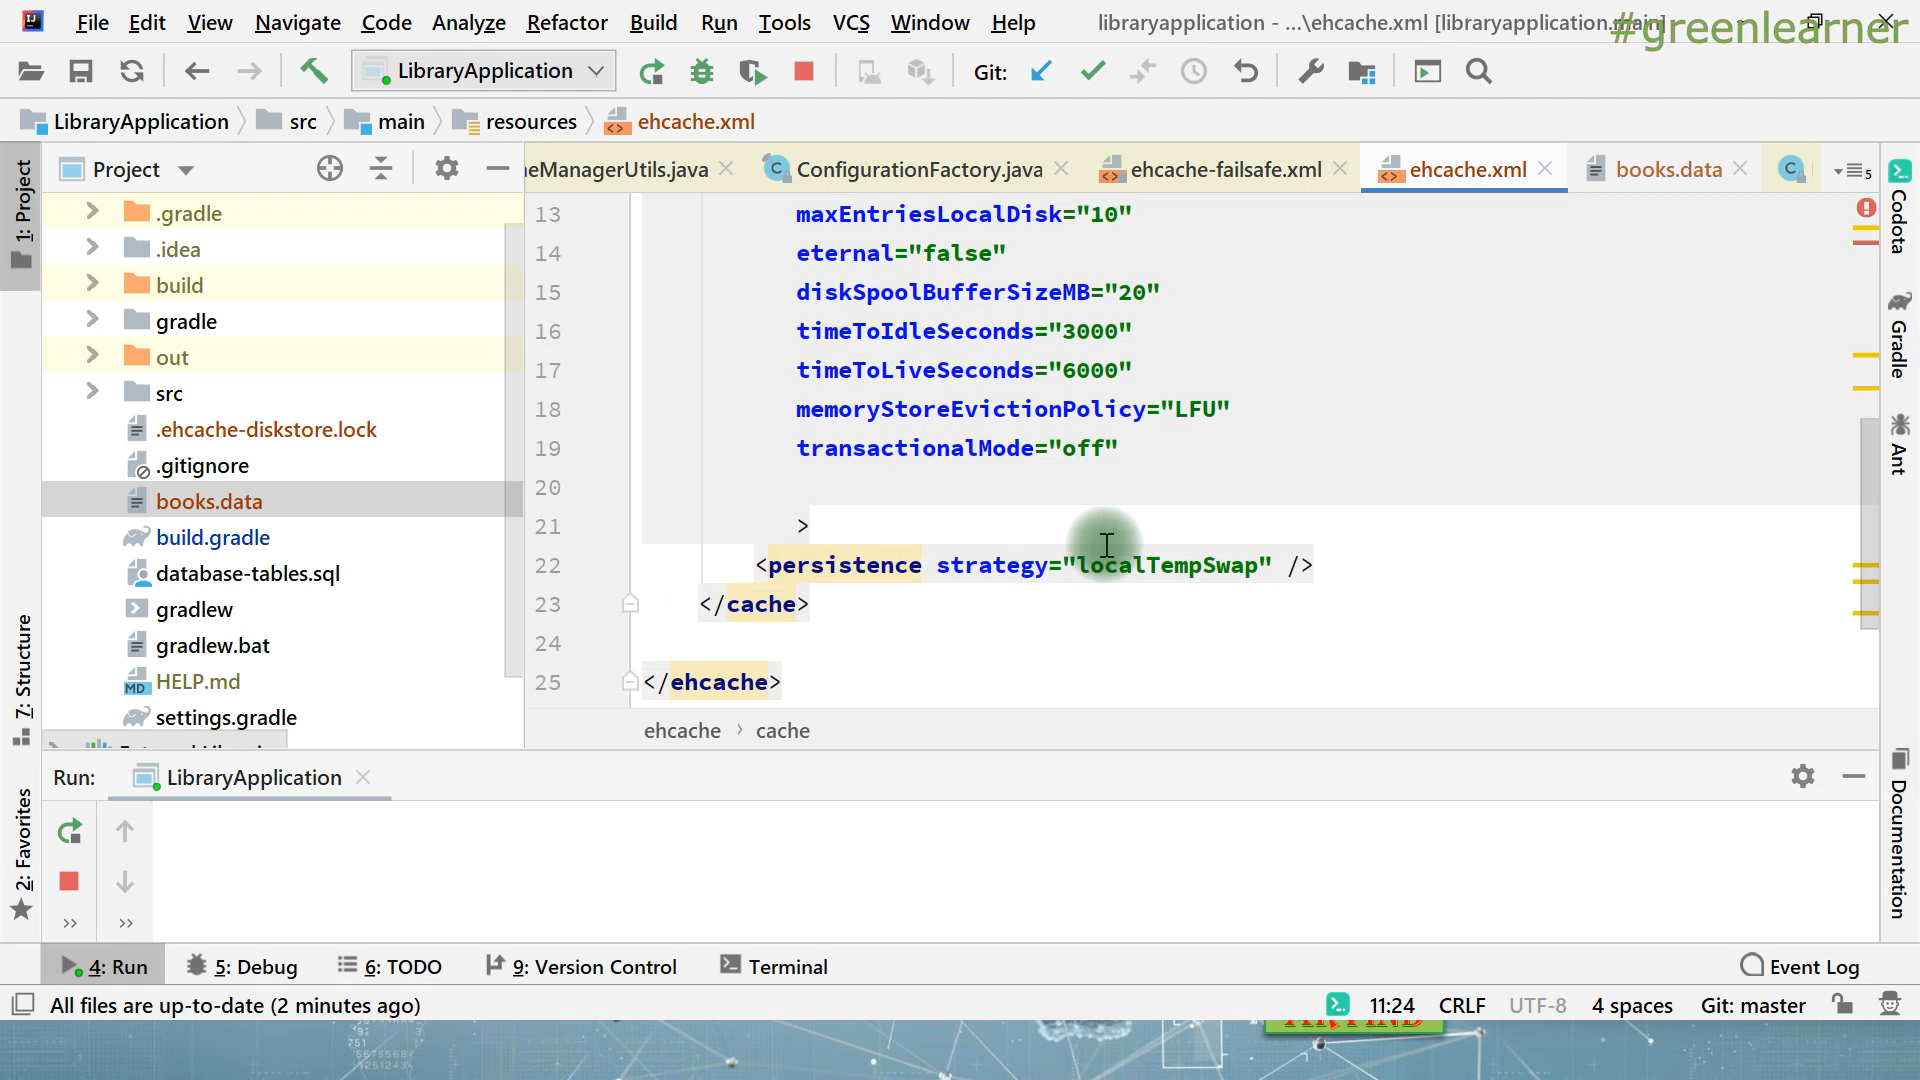 File Edit View Navigate Code Analyze Refactor Build Run Tools VCS Window Help libraryapplication - ...\ehcache.xml [libraryapplication.main]
#greenlearner
LibraryApplication Git:
LibraryApplication src main resources ehcache.xml
1: Project
Project
eManagerUtils.java ConfigurationFactory.java ehcache-failsafe.xml ehcache.xml books.data 5
.gradle
.idea
build
gradle
out
src
.ehcache-diskstore.lock
.gitignore
books.data
build.gradle
database-tables.sql
gradlew
gradlew.bat
HELP.md
settings.gradle
13 maxEntriesLocalDisk="10"
14 eternal="false"
15 diskSpoolBufferSizeMB="20"
16 timeToIdleSeconds="3000"
17 timeToLiveSeconds="6000"
18 memoryStoreEvictionPolicy="LFU"
19 transactionalMode="off"
20
21 >
22 <persistence strategy="localTempSwap" />
23 </cache>
24
25 </ehcache>
ehcache › cache
Codota
Gradle
Ant
Documentation
7: Structure
2: Favorites
Run: LibraryApplication
4: Run 5: Debug 6: TODO 9: Version Control Terminal Event Log
All files are up-to-date (2 minutes ago) 11:24 CRLF UTF-8 4 spaces Git: master